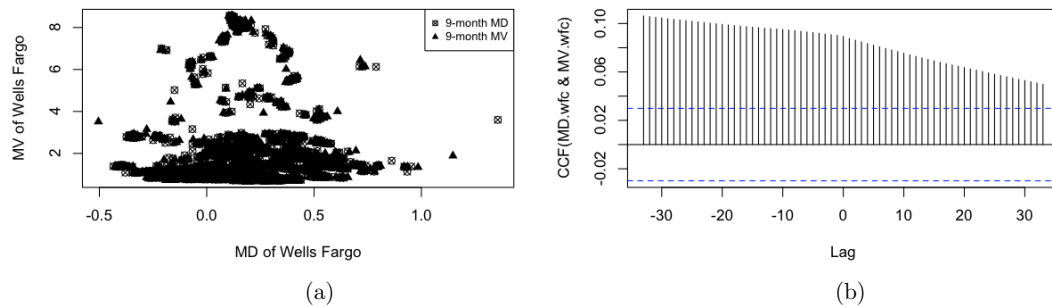 MV of Wells Fargo
8
6
4
2
9-month MD
9-month MV
-0.5 0.0 0.5 1.0
MD of Wells Fargo
(a)
CCF(MD.wfc & MV.wfc)
0.10
0.06
0.02
-0.02
-30 -20 -10 0 10 20 30
Lag
(b)